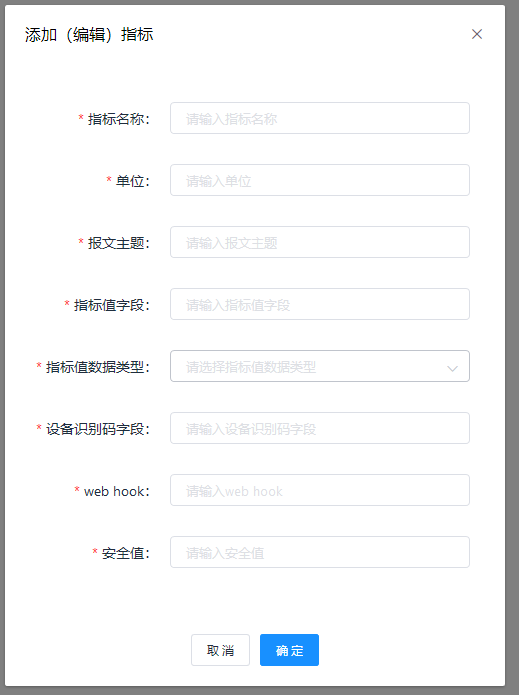 添加（编辑）指标
* 指标名称： 请输入指标名称
* 单位： 请输入单位
* 报文主题： 请输入报文主题
* 指标值字段： 请输入指标值字段
* 指标值数据类型： 请选择指标值数据类型
* 设备识别码字段： 请输入设备识别码字段
* web hook： 请输入web hook
* 安全值： 请输入安全值
取消 确定